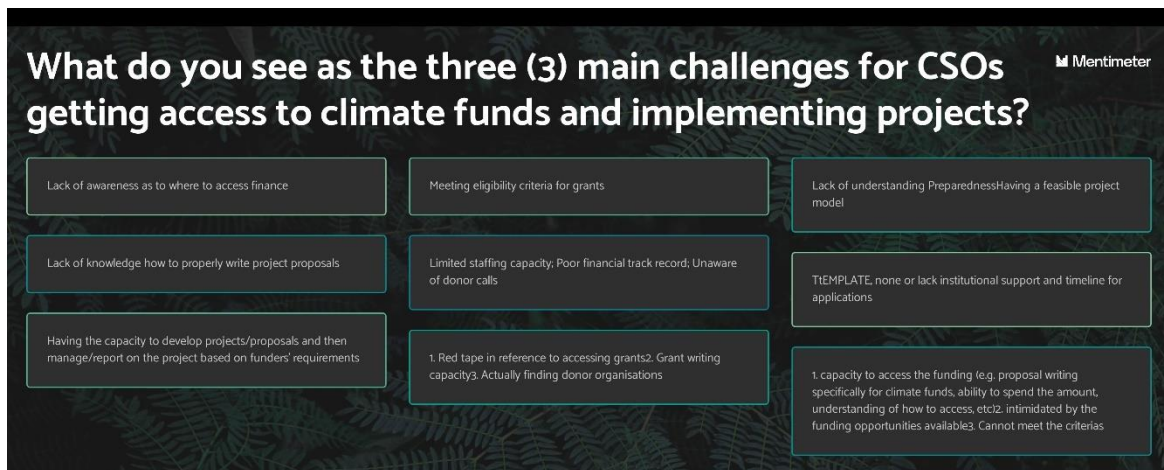 What do you see as the three (3) main challenges for CSOs
getting access to climate funds and implementing projects?
Mentimeter
Lack of awareness as to where to access finance
Lack of knowledge how to properly write project proposals
Having the capacity to develop projects/proposals and then
manage/report on the project based on funders' requirements
Meeting eligibility criteria for grants
Limited staffing capacity; Poor financial track record; Unaware
of donor calls
1. Red tape in reference to accessing grants2. Grant writing
capacity3. Actually finding donor organisations
Lack of understanding PreparednessHaving a feasible project
model
TtEMPLATE, none or lack institutional support and timeline for
applications
1. capacity to access the funding (e.g. proposal writing
specifically for climate funds, ability to spend the amount,
understanding of how to access, etc)2. intimidated by the
funding opportunities available3. Cannot meet the criterias